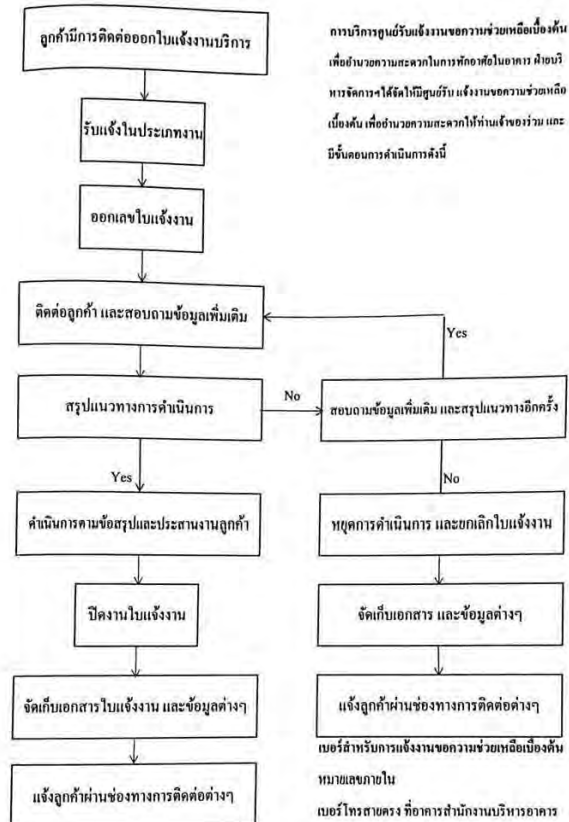 ลูกค้ามีการติดต่อออกใบแจ้งงานบริการ
การบริการศูนย์รับแจ้งงานขอความช่วยเหลือเบื้องต้น
เพื่ออำนวยความสะดวกในการพักอาศัยในอาคาร ฝ่ายบริ
หารจัดการฯได้จัดให้มีศูนย์รับ แจ้งงานขอความช่วยเหลือ
เบื้องต้น เพื่ออำนวยความสะดวกให้ท่านเจ้าของร่วม และ
มีขั้นตอนการดำเนินการดังนี้
รับแจ้งในประเภทงาน
ออกเลขใบแจ้งงาน
ติดต่อลูกค้า และสอบถามข้อมูลเพิ่มเติม
Yes
สรุปแนวทางการดำเนินการ
No
สอบถามข้อมูลเพิ่มเติม และสรุปแนวทางอีกครั้ง
Yes
No
ดำเนินการตามข้อสรุปและประสานงานลูกค้า
หยุดการดำเนินการ และยกเลิกใบแจ้งงาน
ปิดงานใบแจ้งงาน
จัดเก็บเอกสาร และข้อมูลต่างๆ
จัดเก็บเอกสารใบแจ้งงาน และข้อมูลต่างๆ
แจ้งลูกค้าผ่านช่องทางการติดต่อต่างๆ
แจ้งลูกค้าผ่านช่องทางการติดต่อต่างๆ
เบอร์สำหรับการแจ้งงานขอความช่วยเหลือเบื้องต้น
หมายเลขภายใน
เบอร์โทรสายตรง ที่อาคารสำนักงานบริหารอาคาร